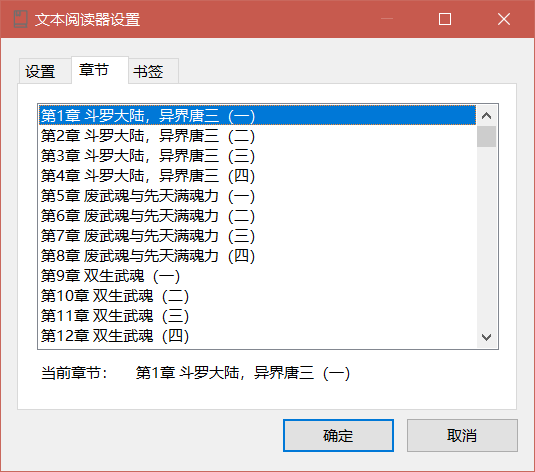 文本阅读器设置
设置 章节 书签
第1章 斗罗大陆，异界唐三（一）
第2章 斗罗大陆，异界唐三（二）
第3章 斗罗大陆，异界唐三（三）
第4章 斗罗大陆，异界唐三（四）
第5章 废武魂与先天满魂力（一）
第6章 废武魂与先天满魂力（二）
第7章 废武魂与先天满魂力（三）
第8章 废武魂与先天满魂力（四）
第9章 双生武魂（一）
第10章 双生武魂（二）
第11章 双生武魂（三）
第12章 双生武魂（四）
当前章节： 第1章 斗罗大陆，异界唐三（一）
确定 取消